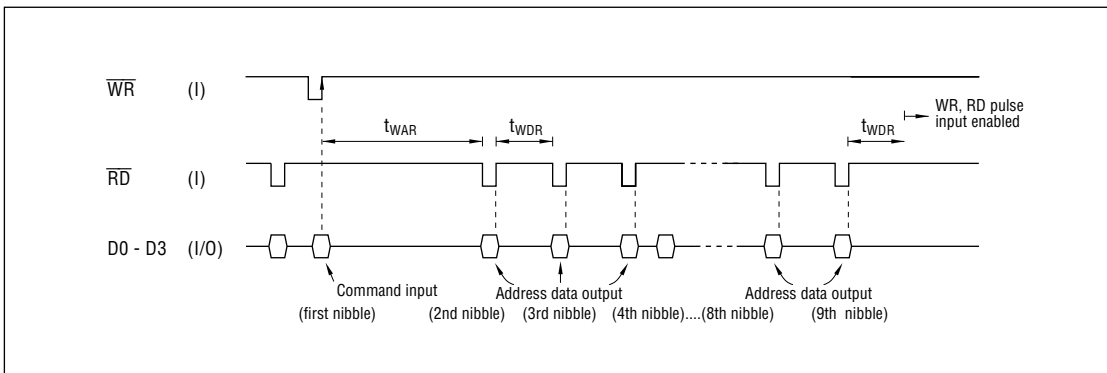 WR (I)
WR, RD pulse
input enabled
tWAR tWDR tWDR
RD (I)
D0 - D3 (I/O)
Command input Address data output Address data output
(first nibble) (2nd nibble) (3rd nibble) (4th nibble)....(8th nibble) (9th nibble)